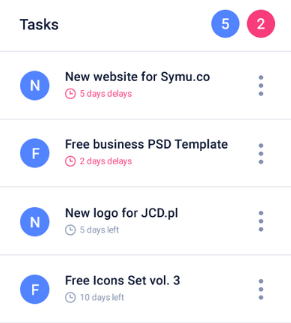 Tasks 5 2
N New website for Symu.co
5 days delays
F Free business PSD Template
2 days delays
N New logo for JCD.pl
5 days left
F Free Icons Set vol. 3
10 days left